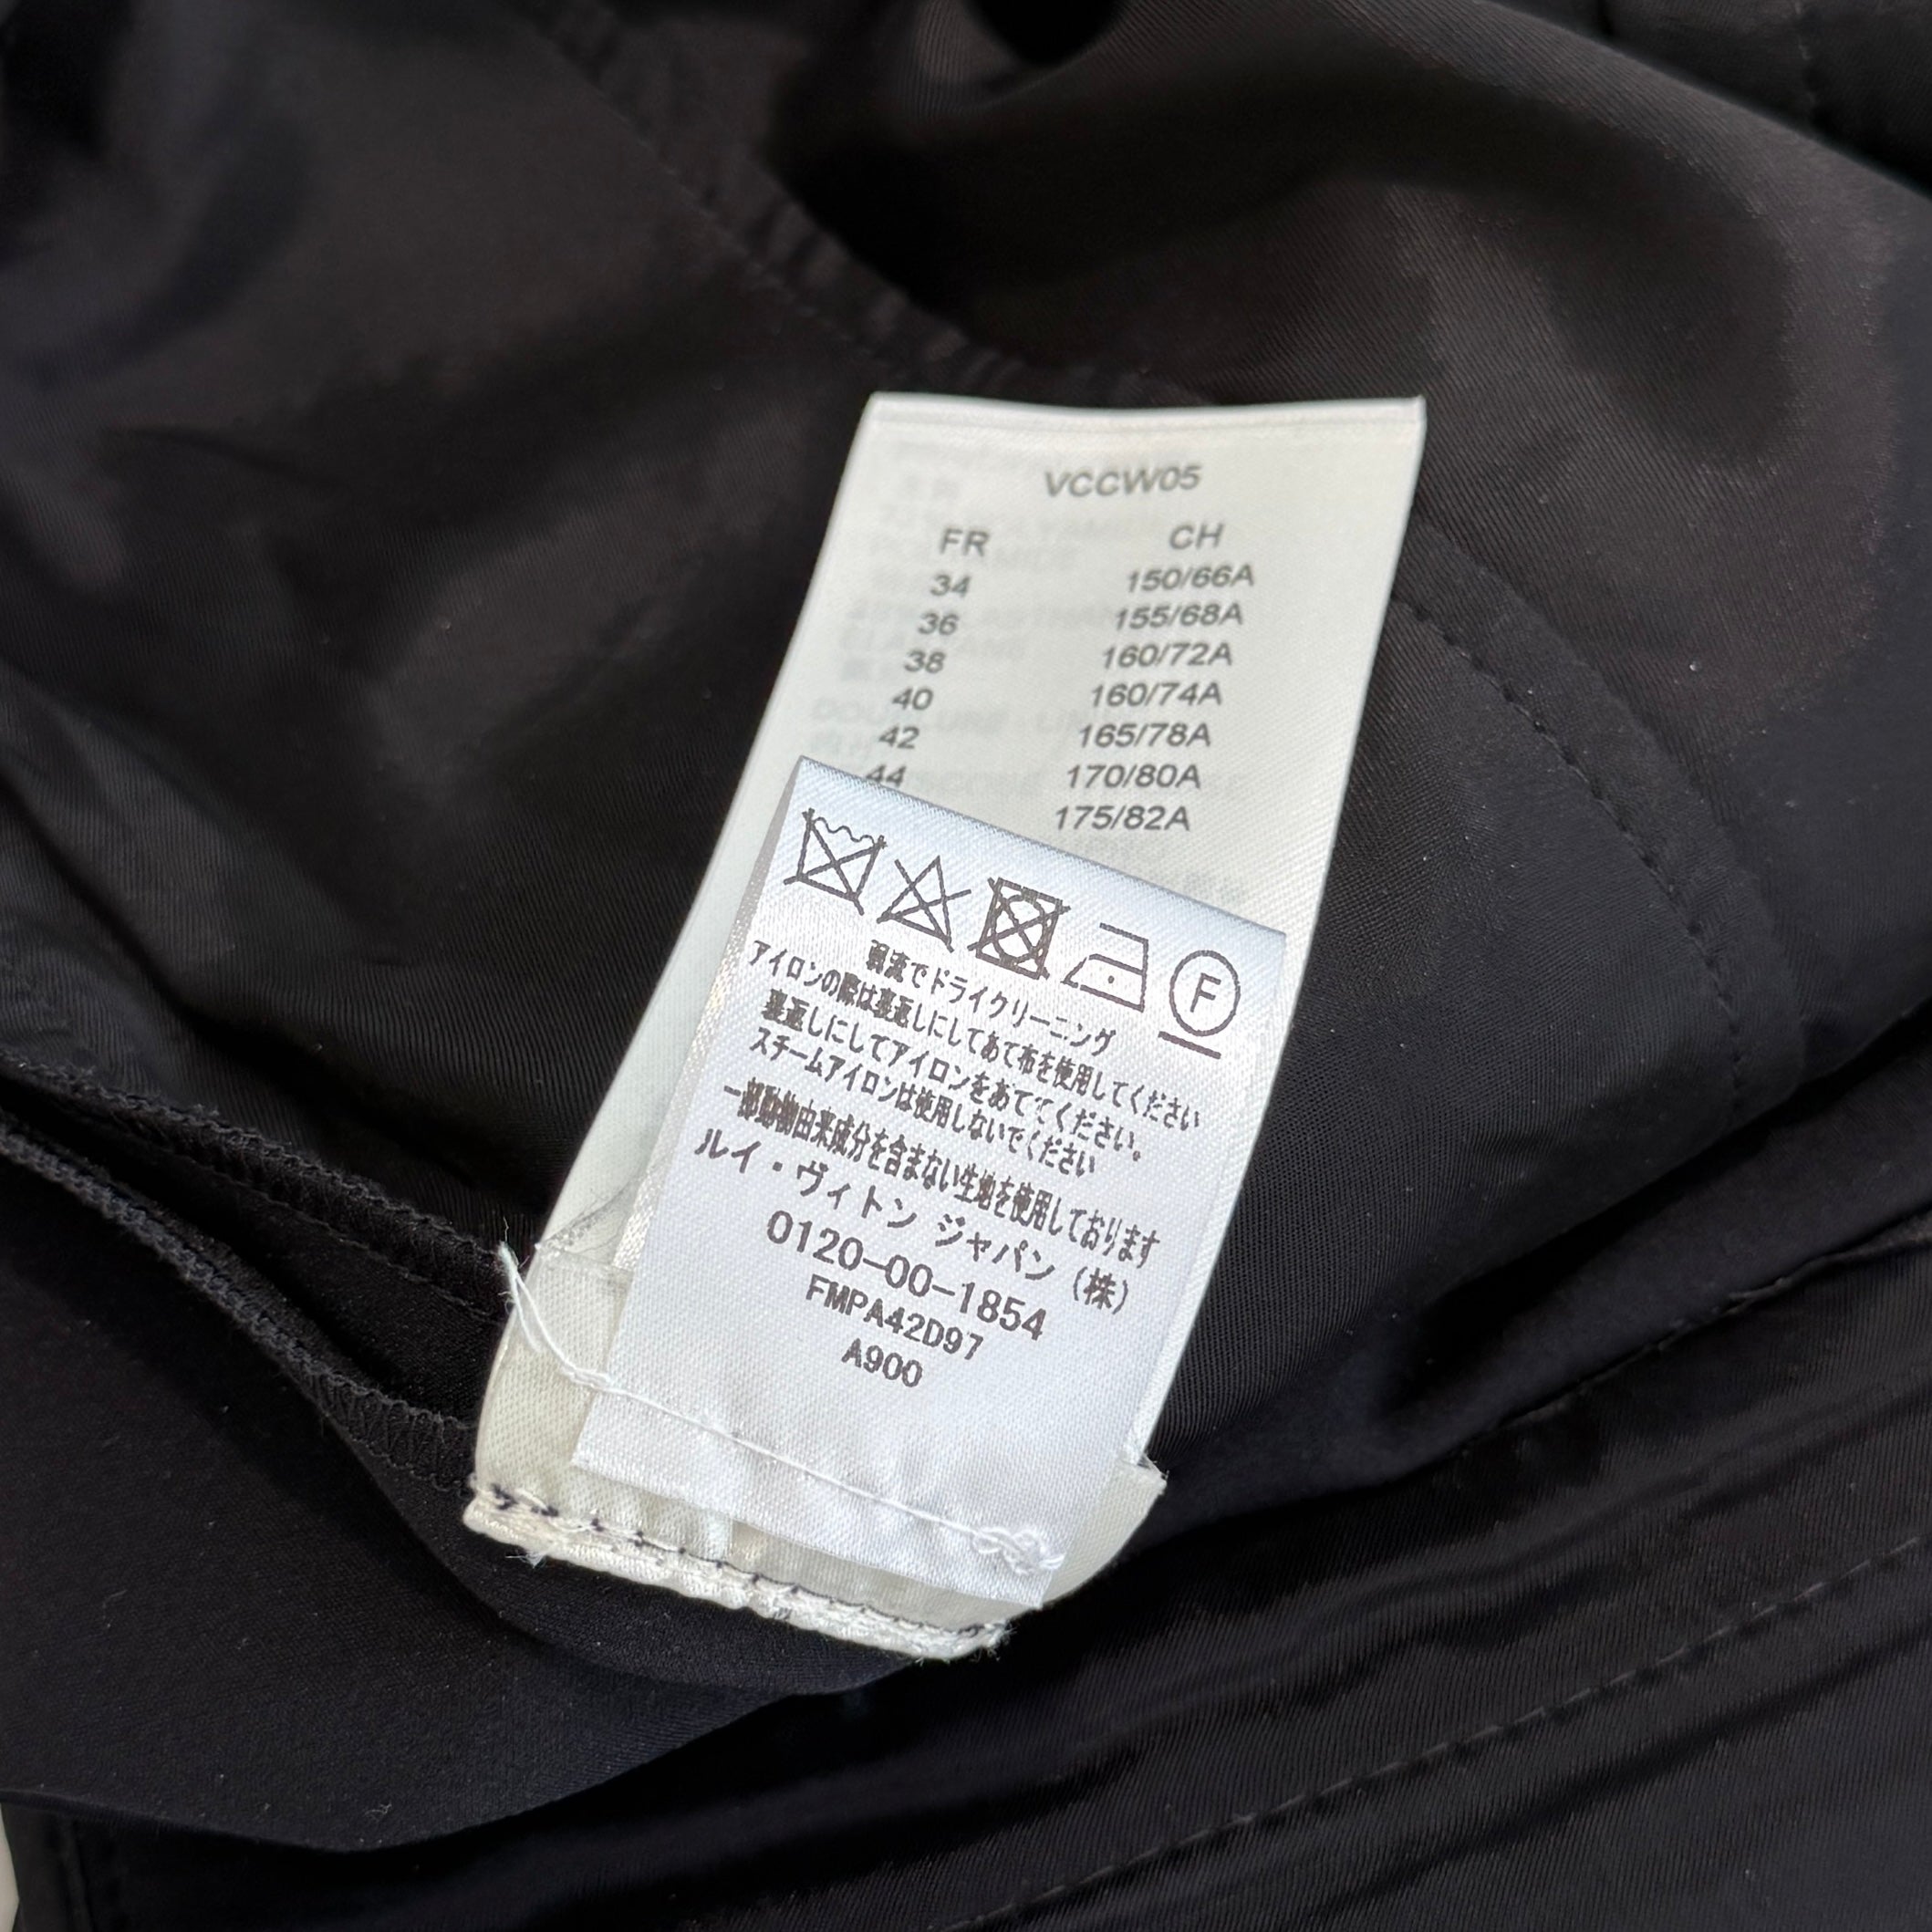 VCCW05
FR CH
34 150/66A
36 155/68A
38 160/72A
40 160/74A
42 165/78A
44 170/80A
175/82A
F
弱流でドライクリーニング
アイロンの際は裏返しにしてあて布を使用してください
裏返しにしてアイロンをあててください。
スチームアイロンは使用しないでください
一部動物由来成分を含まない生地を使用しております
ルイ・ヴィトン ジャパン (株)
0120-00-1854
FMPA42D97
A900